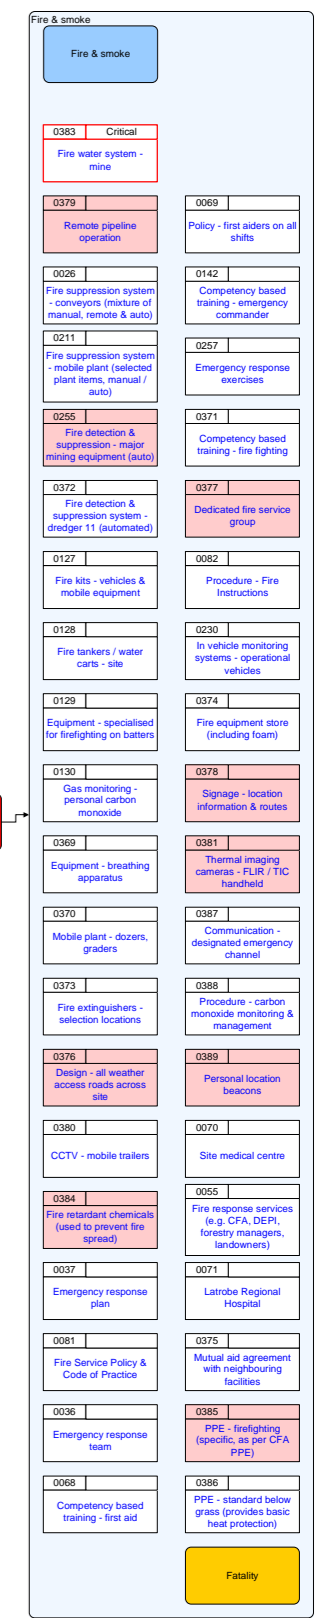 Fire & smoke
Fire & smoke
0383 Critical
Fire water system -
mine
0379
Remote pipeline
operation
0026
Fire suppression system
- conveyors (mixture of
manual, remote & auto)
0211
Fire suppression system
- mobile plant (selected
plant items, manual /
auto)
0255
Fire detection &
suppression - major
mining equipment (auto)
0372
Fire detection &
suppression system -
dredger 11 (automated)
0127
Fire kits - vehicles &
mobile equipment
0128
Fire tankers / water
carts - site
0129
Equipment - specialised
for firefighting on batters
0130
Gas monitoring -
personal carbon
monoxide
0369
Equipment - breathing
apparatus
0370
Mobile plant - dozers,
graders
0373
Fire extinguishers -
selection locations
0376
Design - all weather
access roads across
site
0380
CCTV - mobile trailers
0384
Fire retardant chemicals
(used to prevent fire
spread)
0037
Emergency response
plan
0081
Fire Service Policy &
Code of Practice
0036
Emergency response
team
0068
Competency based
training - first aid
0069
Policy - first aiders on all
shifts
0142
Competency based
training - emergency
commander
0257
Emergency response
exercises
0371
Competency based
training - fire fighting
0377
Dedicated fire service
group
0082
Procedure - Fire
Instructions
0230
In vehicle monitoring
systems - operational
vehicles
0374
Fire equipment store
(including foam)
0378
Signage - location
information & routes
0381
Thermal imaging
cameras - FLIR / TIC
handheld
0387
Communication -
designated emergency
channel
0388
Procedure - carbon
monoxide monitoring &
management
0389
Personal location
beacons
0070
Site medical centre
0055
Fire response services
(e.g. CFA, DEPI,
forestry managers,
landowners)
0071
Latrobe Regional
Hospital
0375
Mutual aid agreement
with neighbouring
facilities
0385
PPE - firefighting
(specific, as per CFA
PPE)
0386
PPE - standard below
grass (provides basic
heat protection)
Fatality